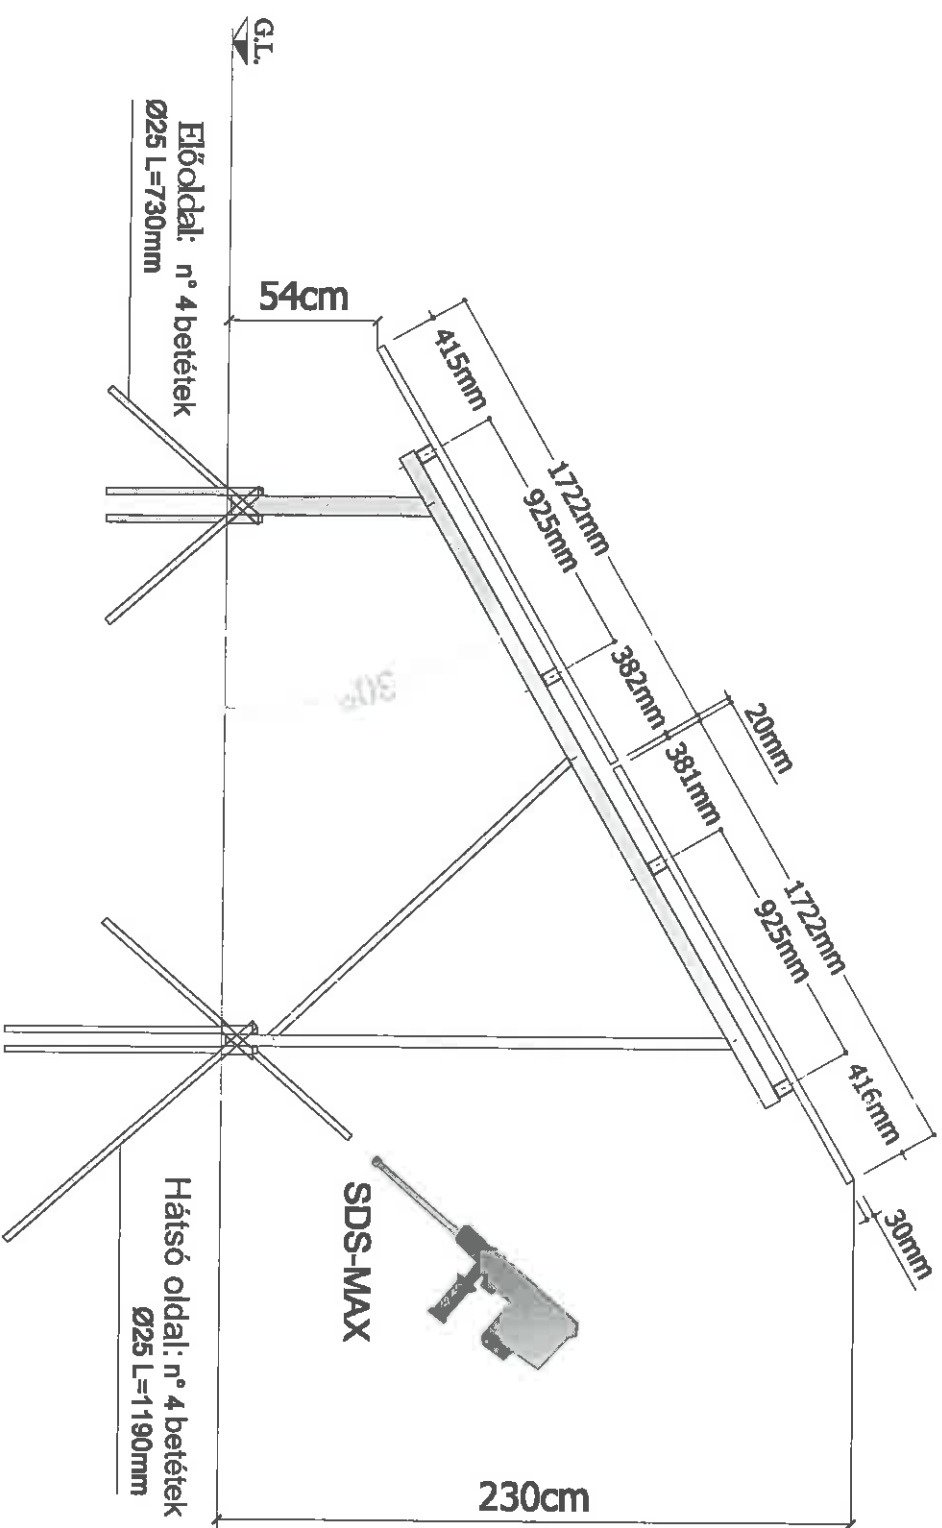 G.L.
Előoldal: n° 4 betétek
Ø25 L=730mm
54cm
415mm
1722mm
925mm
382mm
20mm
381mm
1722mm
925mm
416mm
30mm
30°
SDS-MAX
Hátsó oldal: n° 4 betétek
Ø25 L=1190mm
230cm